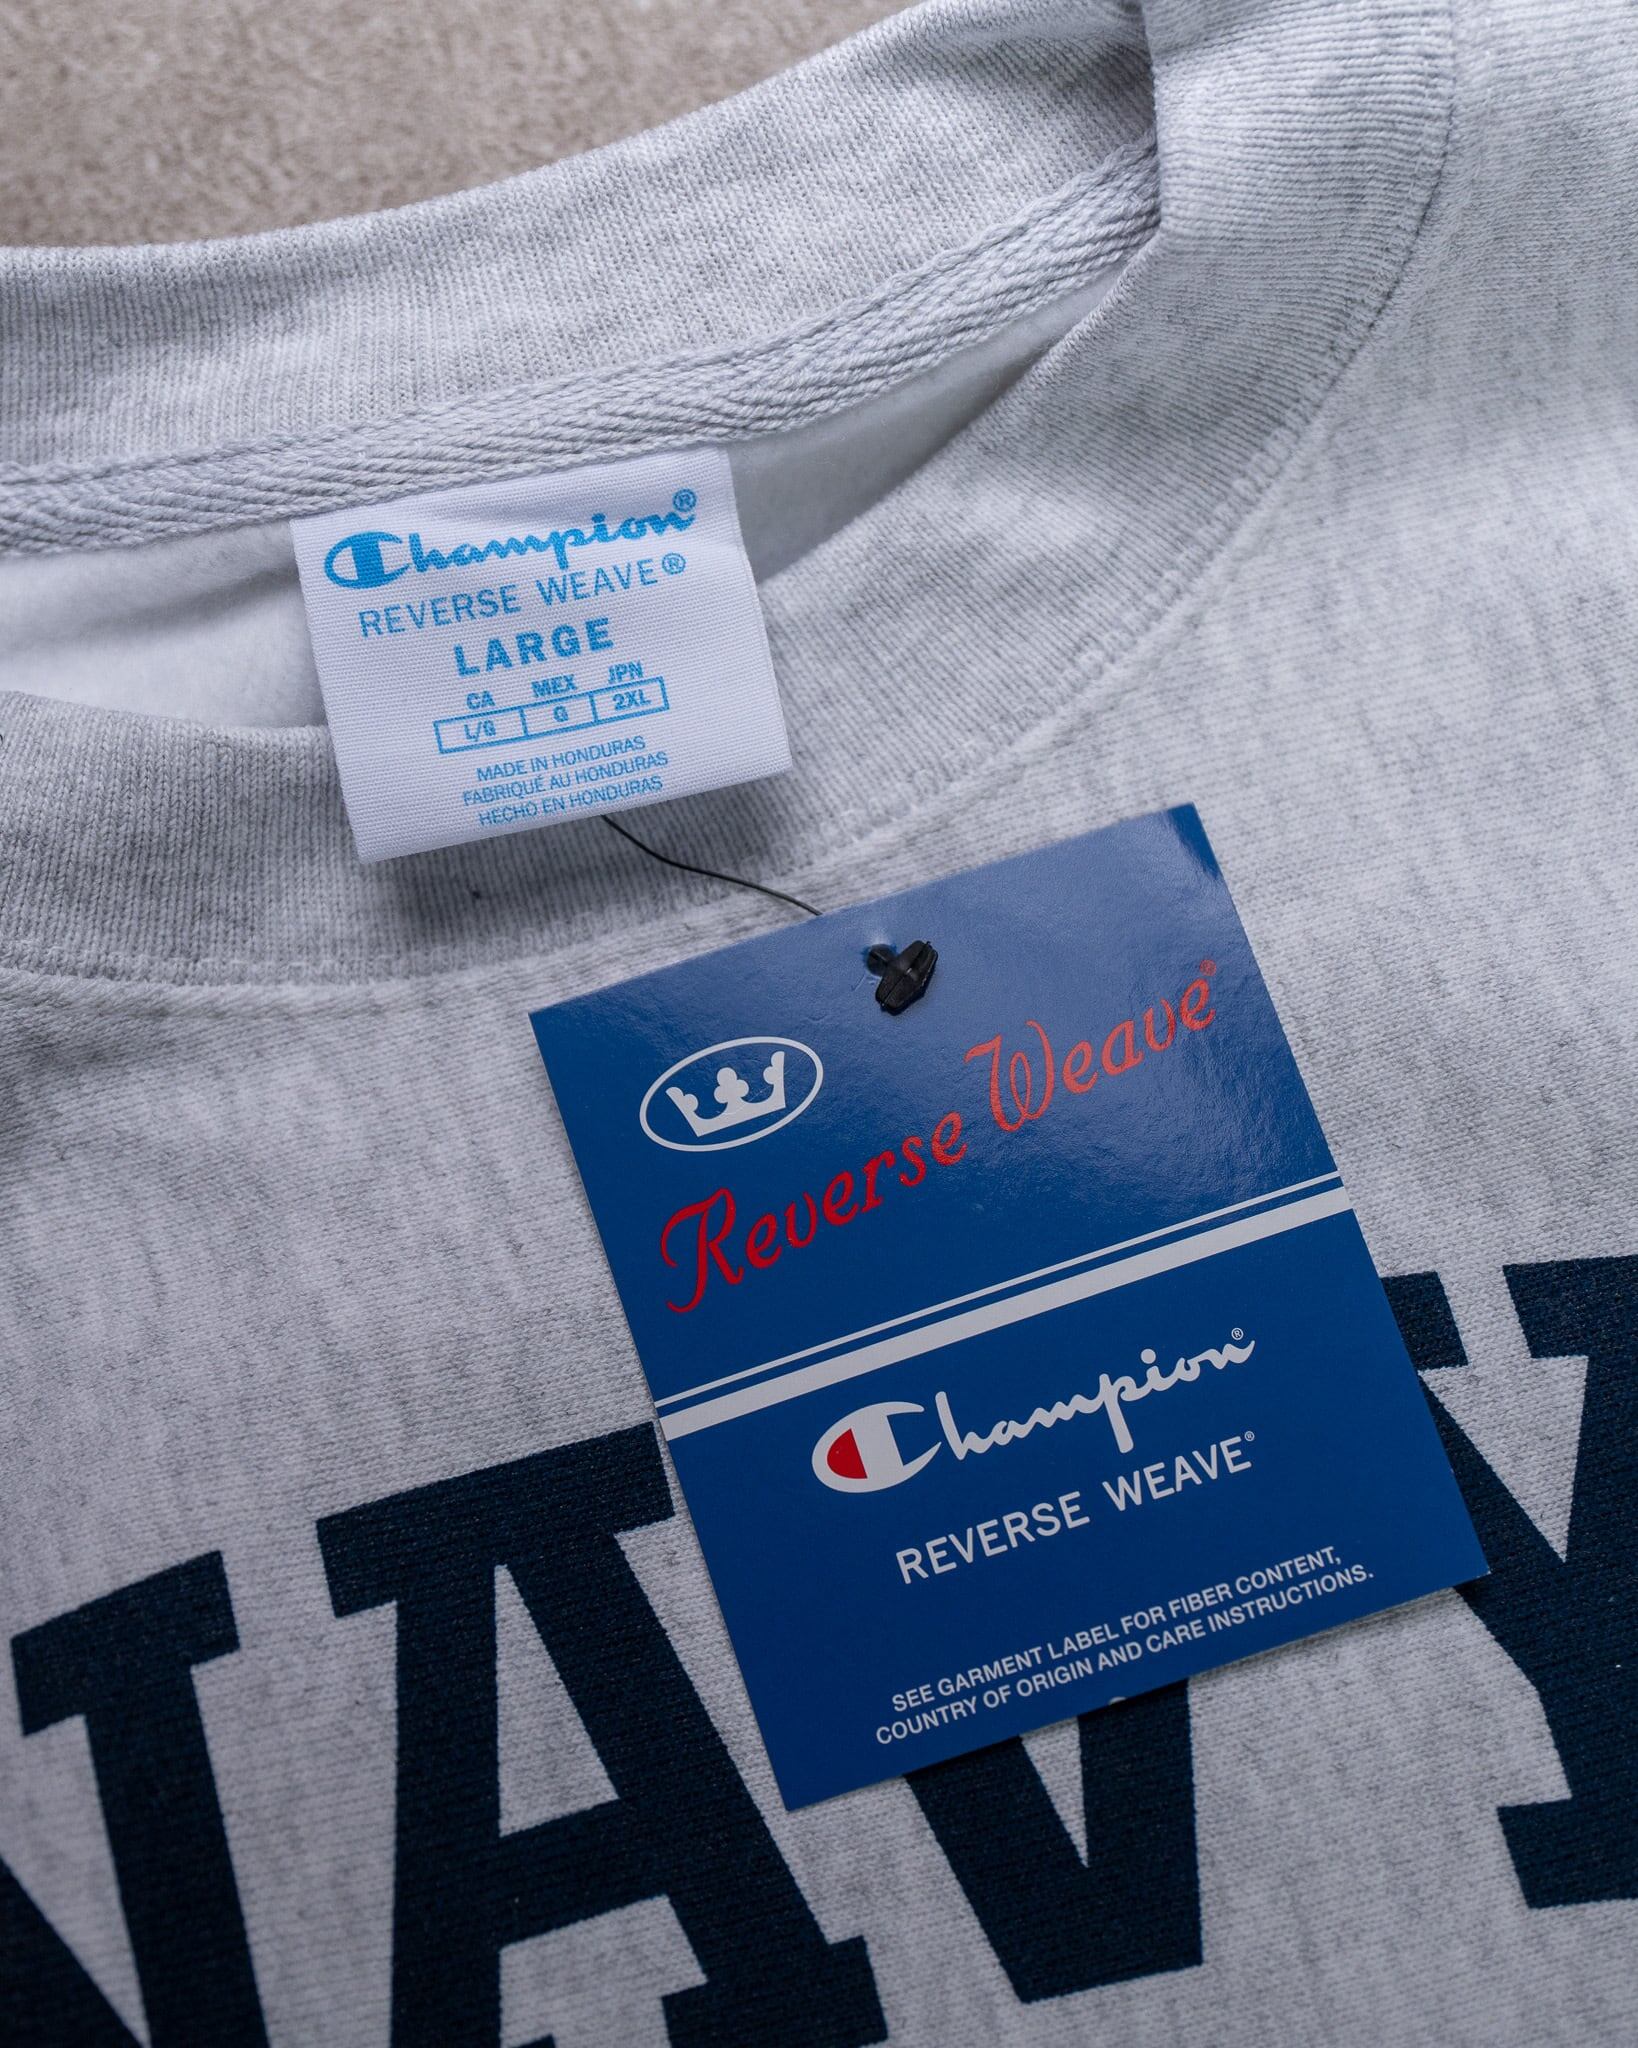 Champion®
REVERSE WEAVE®
LARGE
CA MEX JPN
L/G G 2XL
MADE IN HONDURAS
FABRIQUÉ AU HONDURAS
HECHO EN HONDURAS
Reverse Weave®
Champion®
REVERSE WEAVE®
SEE GARMENT LABEL FOR FIBER CONTENT,
COUNTRY OF ORIGIN AND CARE INSTRUCTIONS.
NAVY